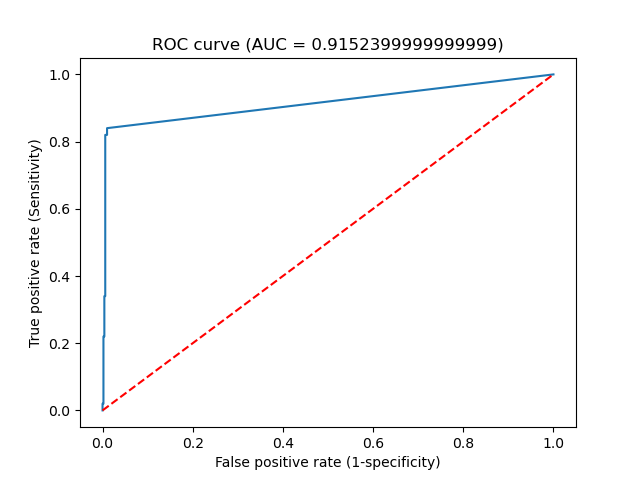 ROC curve (AUC = 0.9152399999999999)
1.0
0.8
0.6
0.4
0.2
0.0
True positive rate (Sensitivity)
0.0 0.2 0.4 0.6 0.8 1.0
False positive rate (1-specificity)